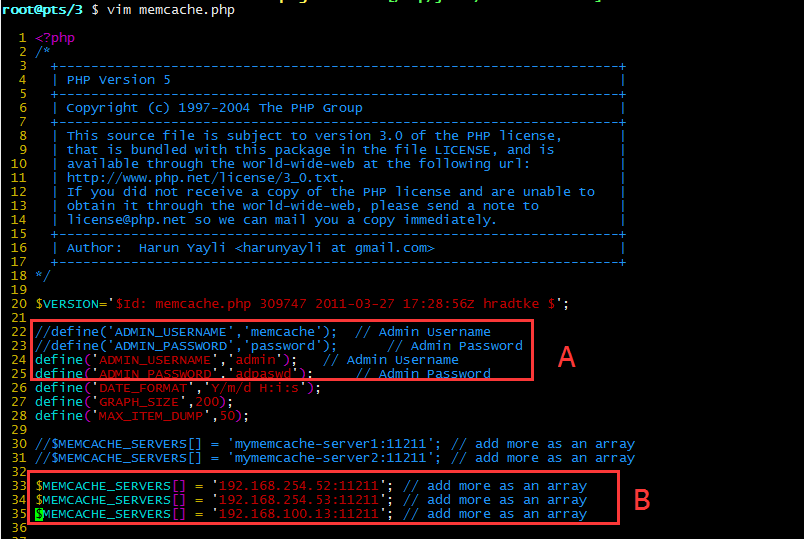 root@pts/3 $ vim memcache.php
1 <?php
2 /*
3 +----------------------------------------------------------------------+
4 | PHP Version 5 |
5 +----------------------------------------------------------------------+
6 | Copyright (c) 1997-2004 The PHP Group |
7 +----------------------------------------------------------------------+
8 | This source file is subject to version 3.0 of the PHP license, |
9 | that is bundled with this package in the file LICENSE, and is |
10 | available through the world-wide-web at the following url: |
11 | http://www.php.net/license/3_0.txt. |
12 | If you did not receive a copy of the PHP license and are unable to |
13 | obtain it through the world-wide-web, please send a note to |
14 | license@php.net so we can mail you a copy immediately. |
15 +----------------------------------------------------------------------+
16 | Author: Harun Yayli <harunyayli at gmail.com> |
17 +----------------------------------------------------------------------+
18 */
19
20 $VERSION='$Id: memcache.php 309747 2011-03-27 17:28:56Z hradtke $';
21
22 //define('ADMIN_USERNAME','memcache'); // Admin Username
23 //define('ADMIN_PASSWORD','password'); // Admin Password
24 define('ADMIN_USERNAME','admin'); // Admin Username
A
25 define('ADMIN_PASSWORD','adpaswd'); // Admin Password
26 define('DATE_FORMAT','Y/m/d H:i:s');
27 define('GRAPH_SIZE',200);
28 define('MAX_ITEM_DUMP',50);
29
30 //$MEMCACHE_SERVERS[] = 'mymemcache-server1:11211'; // add more as an array
31 //$MEMCACHE_SERVERS[] = 'mymemcache-server2:11211'; // add more as an array
32
33 $MEMCACHE_SERVERS[] = '192.168.254.52:11211'; // add more as an array
34 $MEMCACHE_SERVERS[] = '192.168.254.53:11211'; // add more as an array
B
35 $MEMCACHE_SERVERS[] = '192.168.100.13:11211'; // add more as an array
36